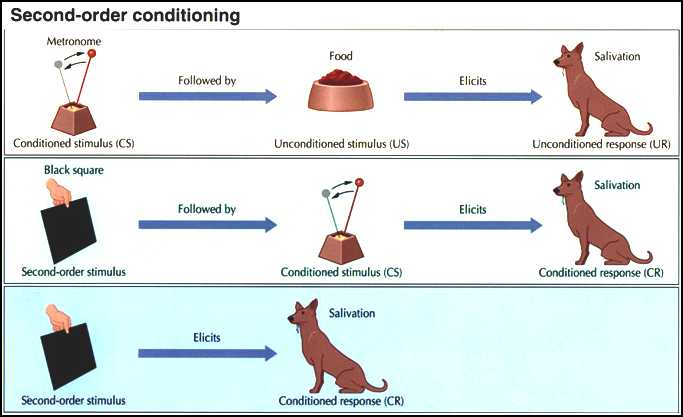 Second-order conditioning
Metronome
Followed by
Food
Elicits
Salivation
Conditioned stimulus (CS)
Unconditioned stimulus (US)
Unconditioned response (UR)
Black square
Followed by
Elicits
Salivation
Second-order stimulus
Conditioned stimulus (CS)
Conditioned response (CR)
Elicits
Salivation
Second-order stimulus
Conditioned response (CR)